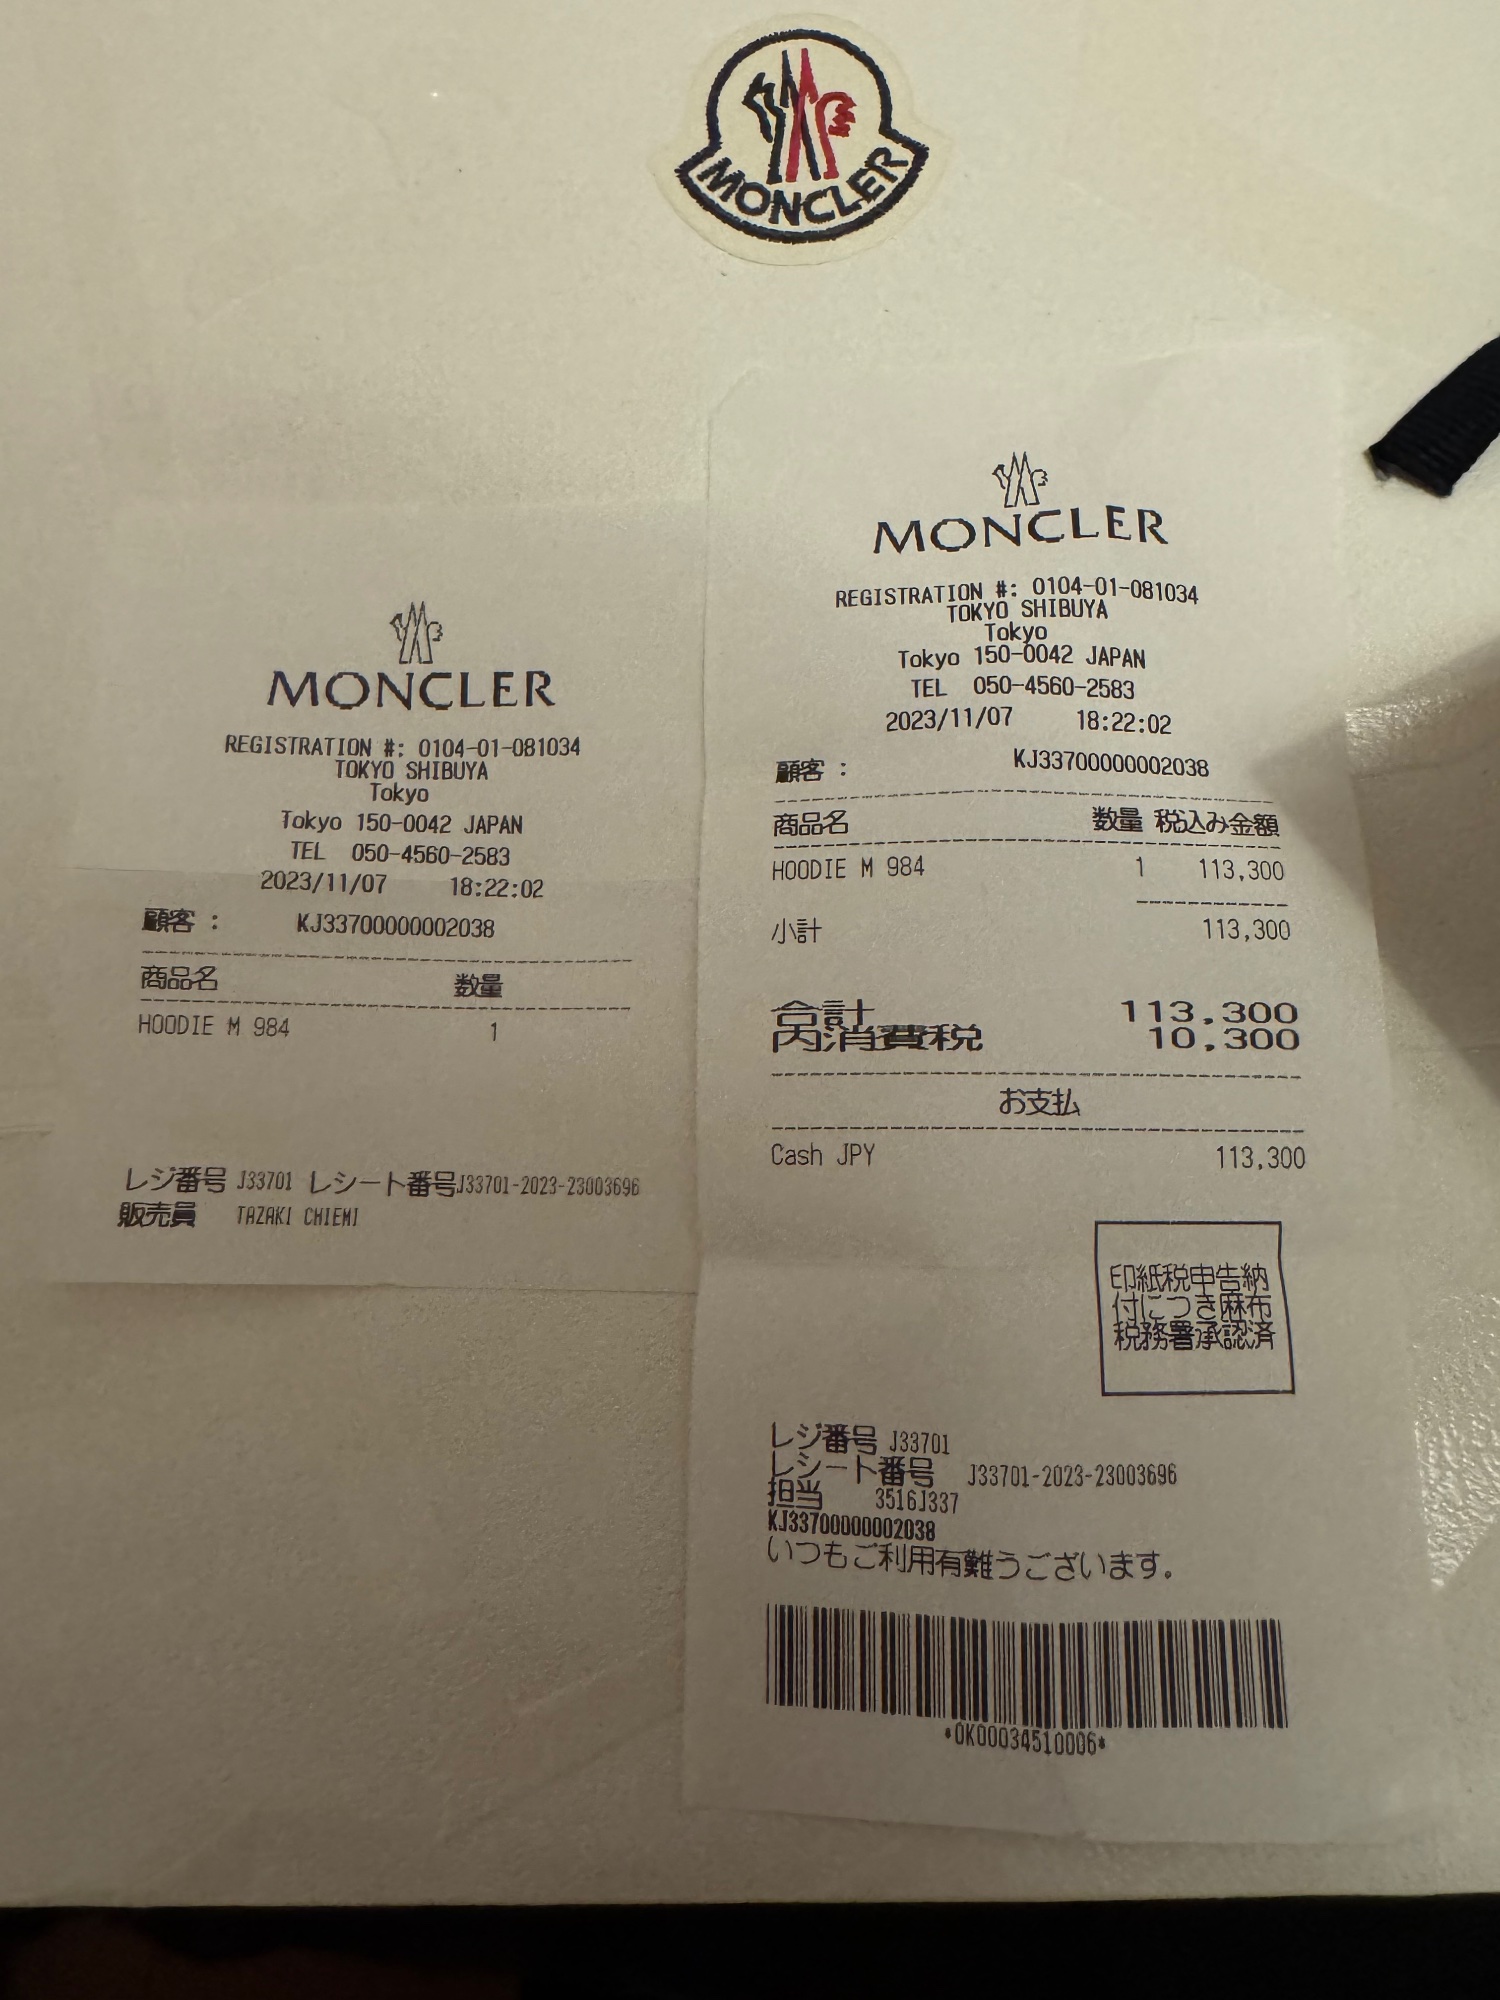 MONCLER
MONCLER
REGISTRATION #: 0104-01-081034
TOKYO SHIBUYA
Tokyo
Tokyo 150-0042 JAPAN
TEL 050-4560-2583
2023/11/07 18:22:02
顧客 : KJ33700000002038
商品名 数量
HOODIE M 984 1
レジ番号 J33701 レシート番号J33701-2023-23003696
販売員 TAZAKI CHIEMI
MONCLER
REGISTRATION #: 0104-01-081034
TOKYO SHIBUYA
Tokyo
Tokyo 150-0042 JAPAN
TEL 050-4560-2583
2023/11/07 18:22:02
顧客 : KJ33700000002038
商品名 数量 税込み金額
HOODIE M 984 1 113,300
小計 113,300
合計 113,300
内消費税 10,300
お支払
Cash JPY 113,300
印紙税申告納
付につき麻布
税務署承認済
レジ番号 J33701
レシート番号 J33701-2023-23003696
担当 3516J337
KJ33700000002038
いつもご利用有難うございます。
*0K00034510006*